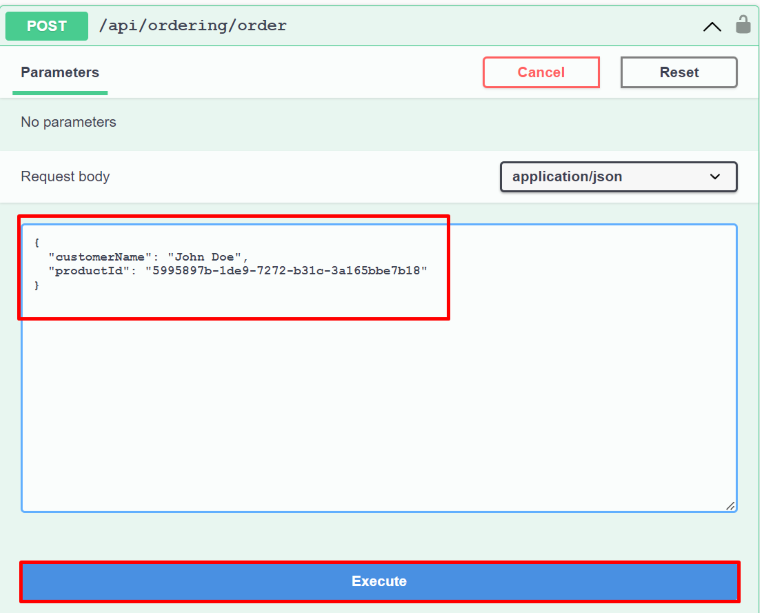 POST /api/ordering/order
Parameters Cancel Reset
No parameters
Request body application/json
{
  "customerName": "John Doe",
  "productId": "5995897b-1de9-7272-b31c-3a165bbe7b18"
}
Execute